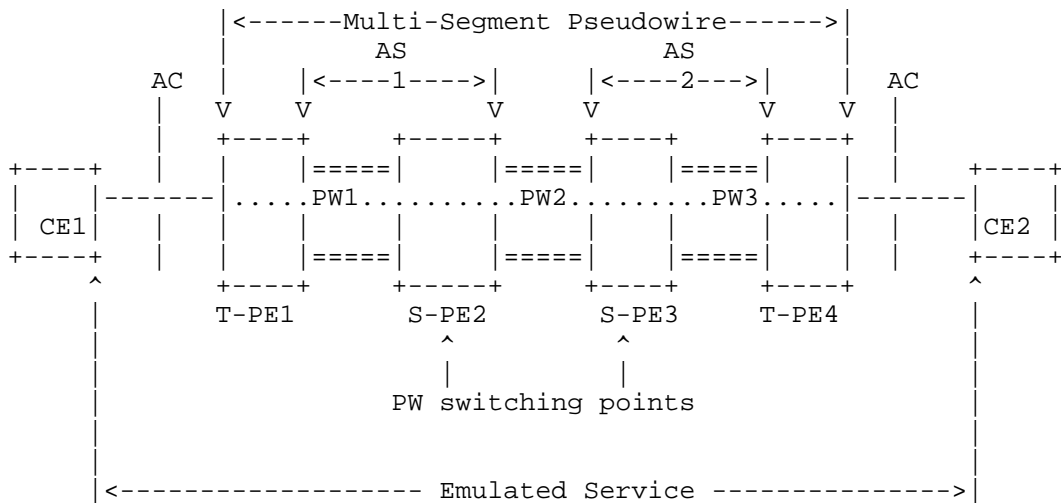 |<------Multi-Segment Pseudowire------>|
AS AS
AC |<----1---->| |<----2--->| AC
V V V V V V
|.....PW1..........PW2.........PW3.....|
CE1 CE2
T-PE1 S-PE2 S-PE3 T-PE4
PW switching points
|<------------------- Emulated Service --------------->|